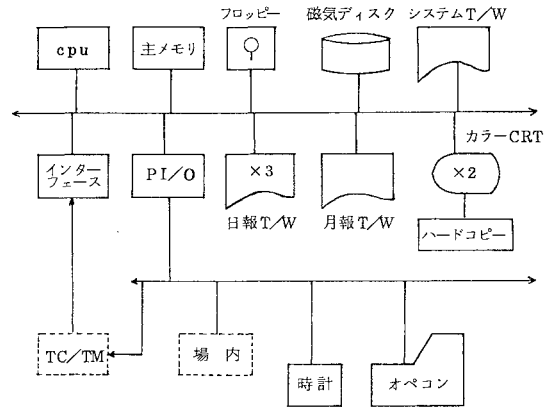 フロッピー
磁気ディスク
システムT/W
cpu
主メモリ
カラーCRT
インター
フェース
PI/O
×3
×2
日報T/W
月報T/W
ハードコピー
TC/TM
場内
時計
オペコン